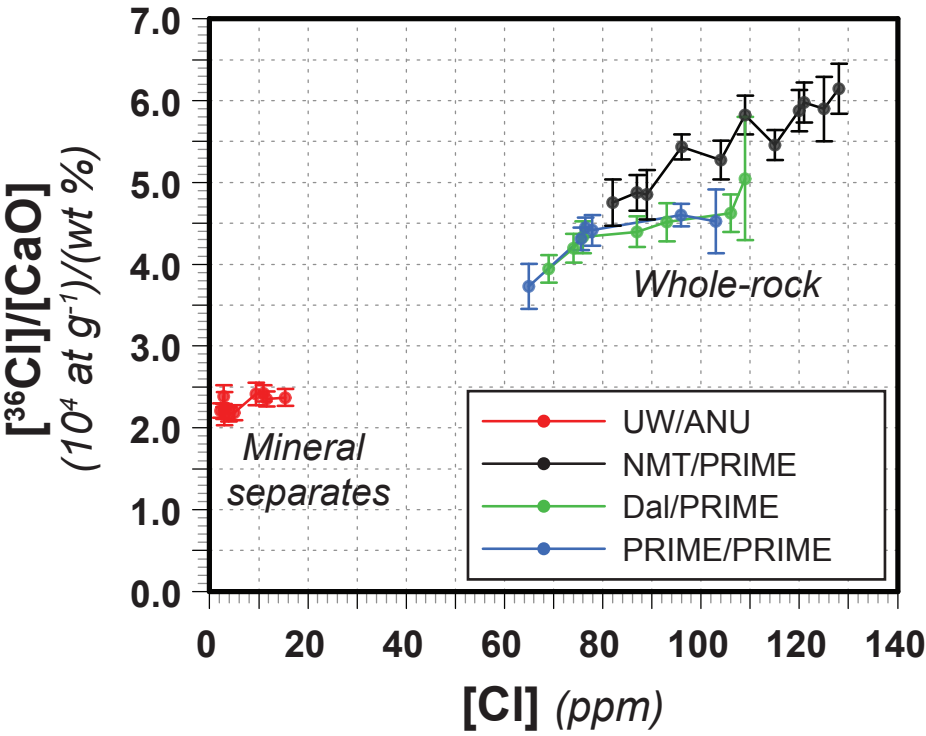 [³⁶Cl]/[CaO]
(10⁴ at g⁻¹)/(wt %)
7.0
6.0
5.0
4.0
3.0
2.0
1.0
0.0
Whole-rock
Mineral
separates
UW/ANU
NMT/PRIME
Dal/PRIME
PRIME/PRIME
0 20 40 60 80 100 120 140
[Cl] (ppm)